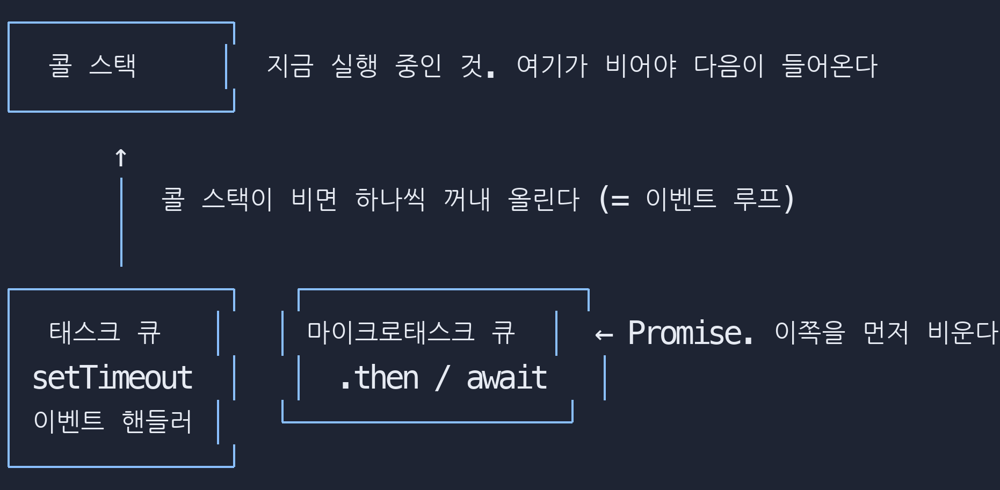 콜 스택 지금 실행 중인 것. 여기가 비어야 다음이 들어온다
↑
콜 스택이 비면 하나씩 꺼내 올린다 (= 이벤트 루프)
태스크 큐 마이크로태스크 큐 ← Promise. 이쪽을 먼저 비운다
setTimeout .then / await
이벤트 핸들러